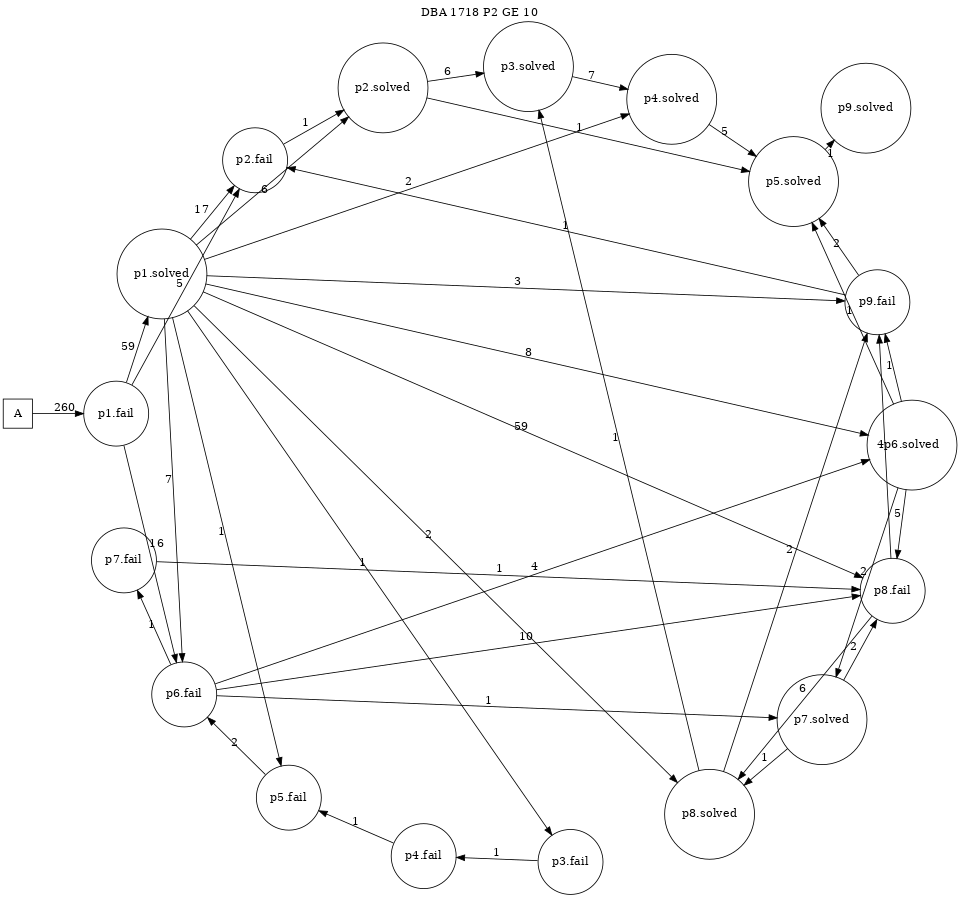 DBA 1718 P2 GE 10
p3.solved
6
7
p2.solved
p4.solved
p9.solved
1
1
5
p2.fail
1
p5.solved
2
6
17
1
2
p1.solved
5
3
p9.fail
1
59
8
1
A
260
p1.fail
59
1
4p6.solved
7
5
1
16
p7.fail
1
1
4
2
2
p8.fail
1
10
2
p6.fail
1
6
p7.solved
2
1
p5.fail
p8.solved
1
p4.fail
1
p3.fail